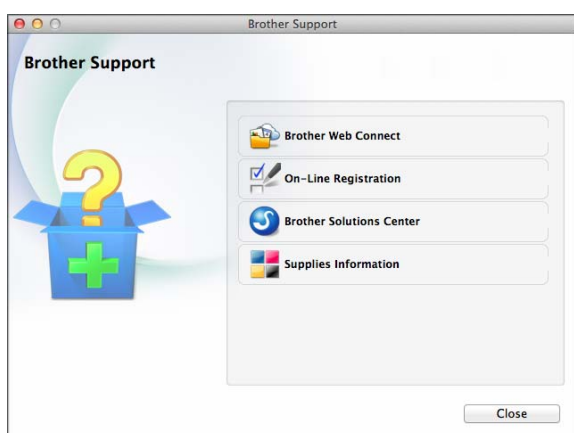 Brother Support
Brother Support
Brother Web Connect
On-Line Registration
Brother Solutions Center
Supplies Information
Close